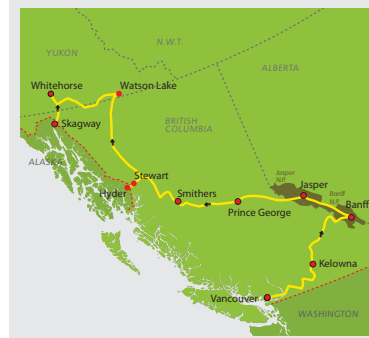 N.W.T.
YUKON
ALBERTA
Whitehorse
Watson Lake
BRITISH
COLUMBIA
Skagway
ALASKA
Stewart
Hyder
Smithers
Prince George
Jasper
N.P.
Jasper
Banff
N.P.
Banff
Kelowna
Vancouver
WASHINGTON